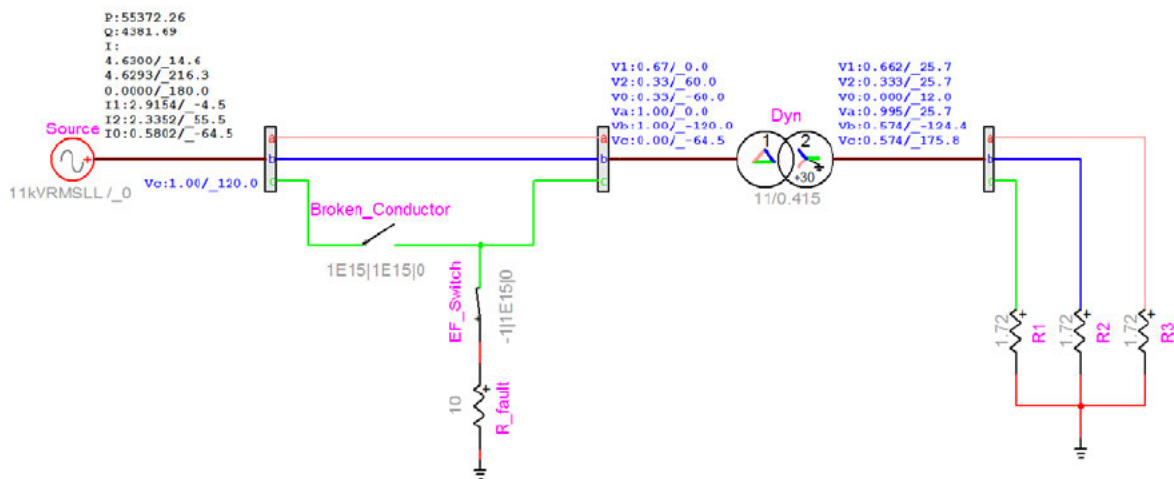 P:55372.26
Q:4381.69
I:
4.6300/_14.6
4.6293/_216.3
0.0000/_180.0
I1:2.9154/_-4.5
I2:2.3352/_55.5
I0:0.5802/_-64.5
Source
11kVRMSLL /_0
Vc:1.00/_120.0
a
b
c
Broken_Conductor
1E15|1E15|0
EF_Switch
-1|1E15|0
10
R_fault
V1:0.67/_0.0
V2:0.33/_60.0
V0:0.33/_-60.0
Va:1.00/_0.0
Vb:1.00/_-120.0
Vc:0.00/_-64.5
a
b
c
Dyn
1
2
+30
11/0.415
V1:0.662/_25.7
V2:0.333/_25.7
V0:0.000/_12.0
Va:0.995/_25.7
Vb:0.574/_-124.4
Vc:0.574/_175.8
a
b
c
1.72
R1
1.72
R2
1.72
R3